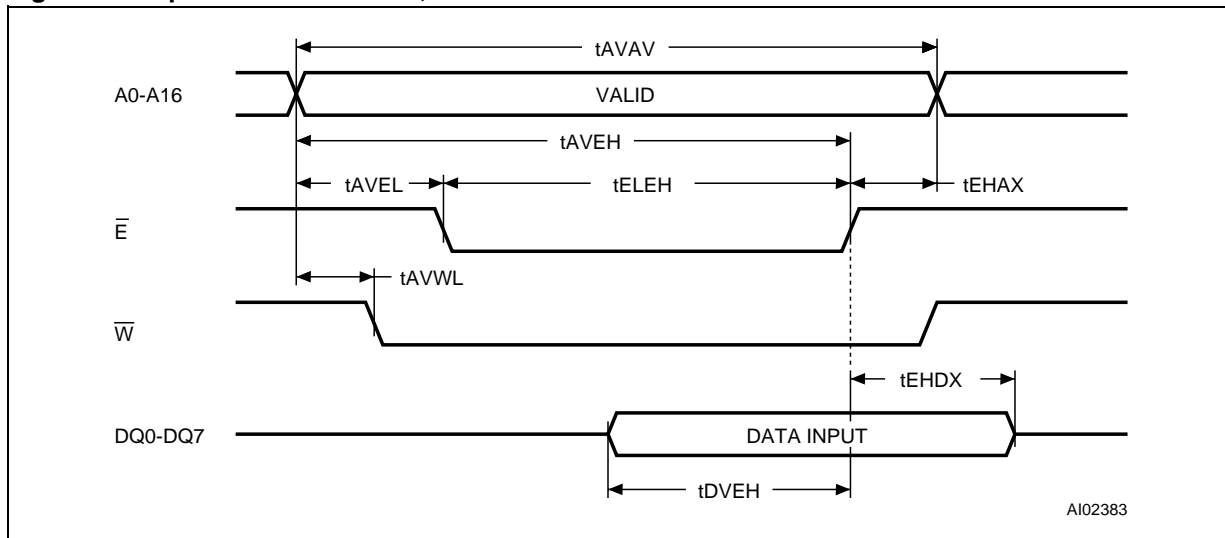 tAVAV
A0-A16
VALID
tAVEH
tAVEL
tELEH
tEHAX
E
tAVWL
W
tEHDX
DQ0-DQ7
DATA INPUT
tDVEH
AI02383